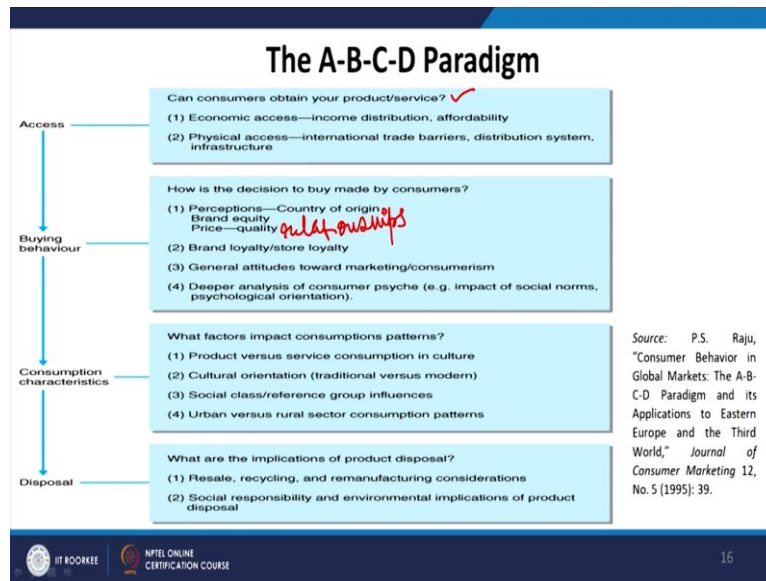 The A-B-C-D Paradigm
Access
Can consumers obtain your product/service?
(1) Economic access—income distribution, affordability
(2) Physical access—international trade barriers, distribution system,
infrastructure
Buying
behaviour
How is the decision to buy made by consumers?
(1) Perceptions—Country of origin
Brand equity
Price—quality relationships
(2) Brand loyalty/store loyalty
(3) General attitudes toward marketing/consumerism
(4) Deeper analysis of consumer psyche (e.g. impact of social norms,
psychological orientation).
Consumption
characteristics
What factors impact consumptions patterns?
(1) Product versus service consumption in culture
(2) Cultural orientation (traditional versus modern)
(3) Social class/reference group influences
(4) Urban versus rural sector consumption patterns
Disposal
What are the implications of product disposal?
(1) Resale, recycling, and remanufacturing considerations
(2) Social responsibility and environmental implications of product
disposal
Source: P.S. Raju,
"Consumer Behavior in
Global Markets: The A-B-
C-D Paradigm and its
Applications to Eastern
Europe and the Third
World," Journal of
Consumer Marketing 12,
No. 5 (1995): 39.
IIT ROORKEE
NPTEL ONLINE
CERTIFICATION COURSE
16